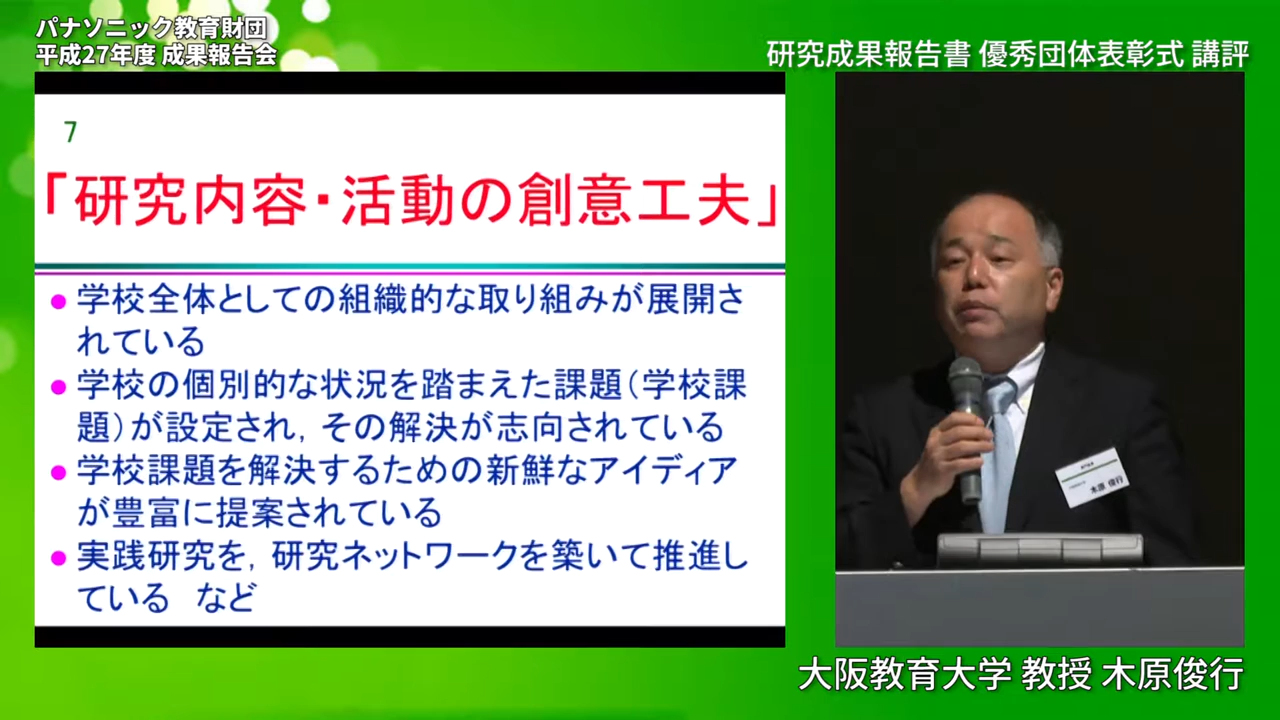 パナソニック教育財団
平成27年度 成果報告会
研究成果報告書 優秀団体表彰式 講評
7
「研究内容・活動の創意工夫」
● 学校全体としての組織的な取り組みが展開さ
れている
● 学校の個別的な状況を踏まえた課題（学校課
題）が設定され，その解決が志向されている
● 学校課題を解決するための新鮮なアイディア
が豊富に提案されている
● 実践研究を，研究ネットワークを築いて推進し
ている　など
木原 俊行
大阪教育大学 教授 木原俊行